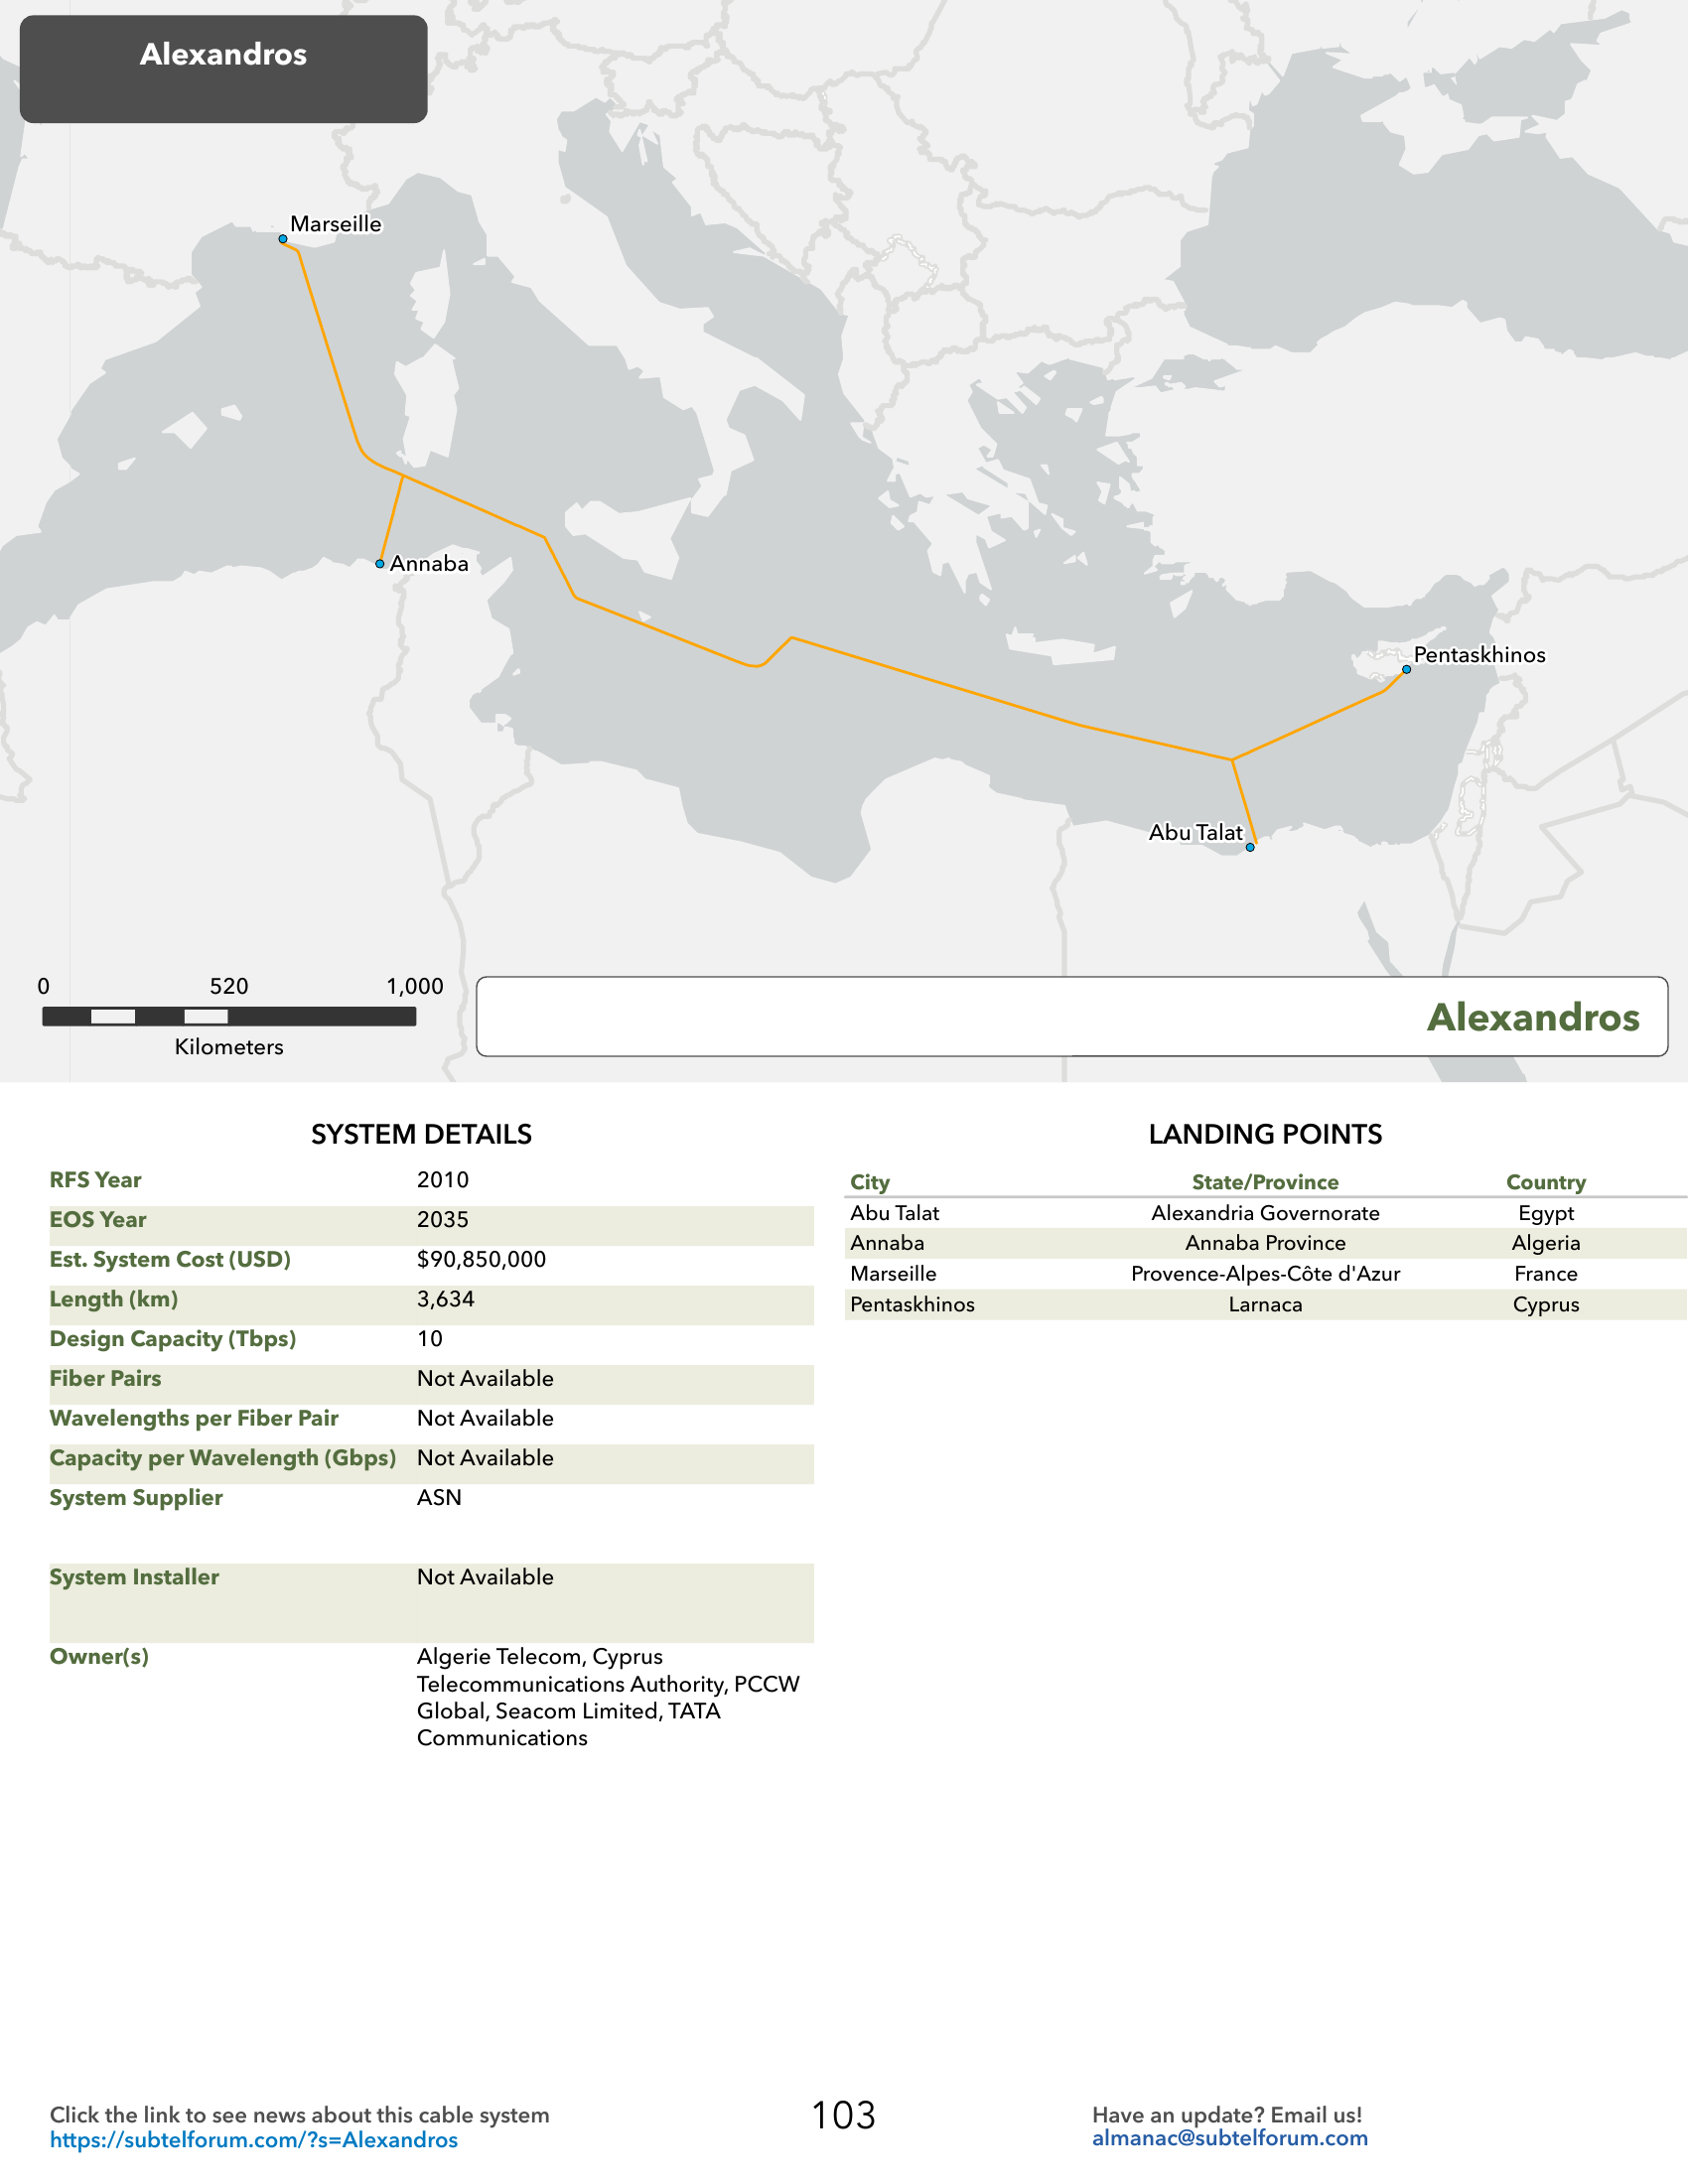 Alexandros
Marseille
Annaba
Pentaskhinos
Abu Talat
0 520 1,000
Kilometers
Alexandros
SYSTEM DETAILS
RFS Year 2010
EOS Year 2035
Est. System Cost (USD) $90,850,000
Length (km) 3,634
Design Capacity (Tbps) 10
Fiber Pairs Not Available
Wavelengths per Fiber Pair Not Available
Capacity per Wavelength (Gbps) Not Available
System Supplier ASN
System Installer Not Available
Owner(s) Algerie Telecom, Cyprus
Telecommunications Authority, PCCW
Global, Seacom Limited, TATA
Communications
LANDING POINTS
City State/Province Country
Abu Talat Alexandria Governorate Egypt
Annaba Annaba Province Algeria
Marseille Provence-Alpes-Côte d'Azur France
Pentaskhinos Larnaca Cyprus
Click the link to see news about this cable system
https://subtelforum.com/?s=Alexandros
103
Have an update? Email us!
almanac@subtelforum.com